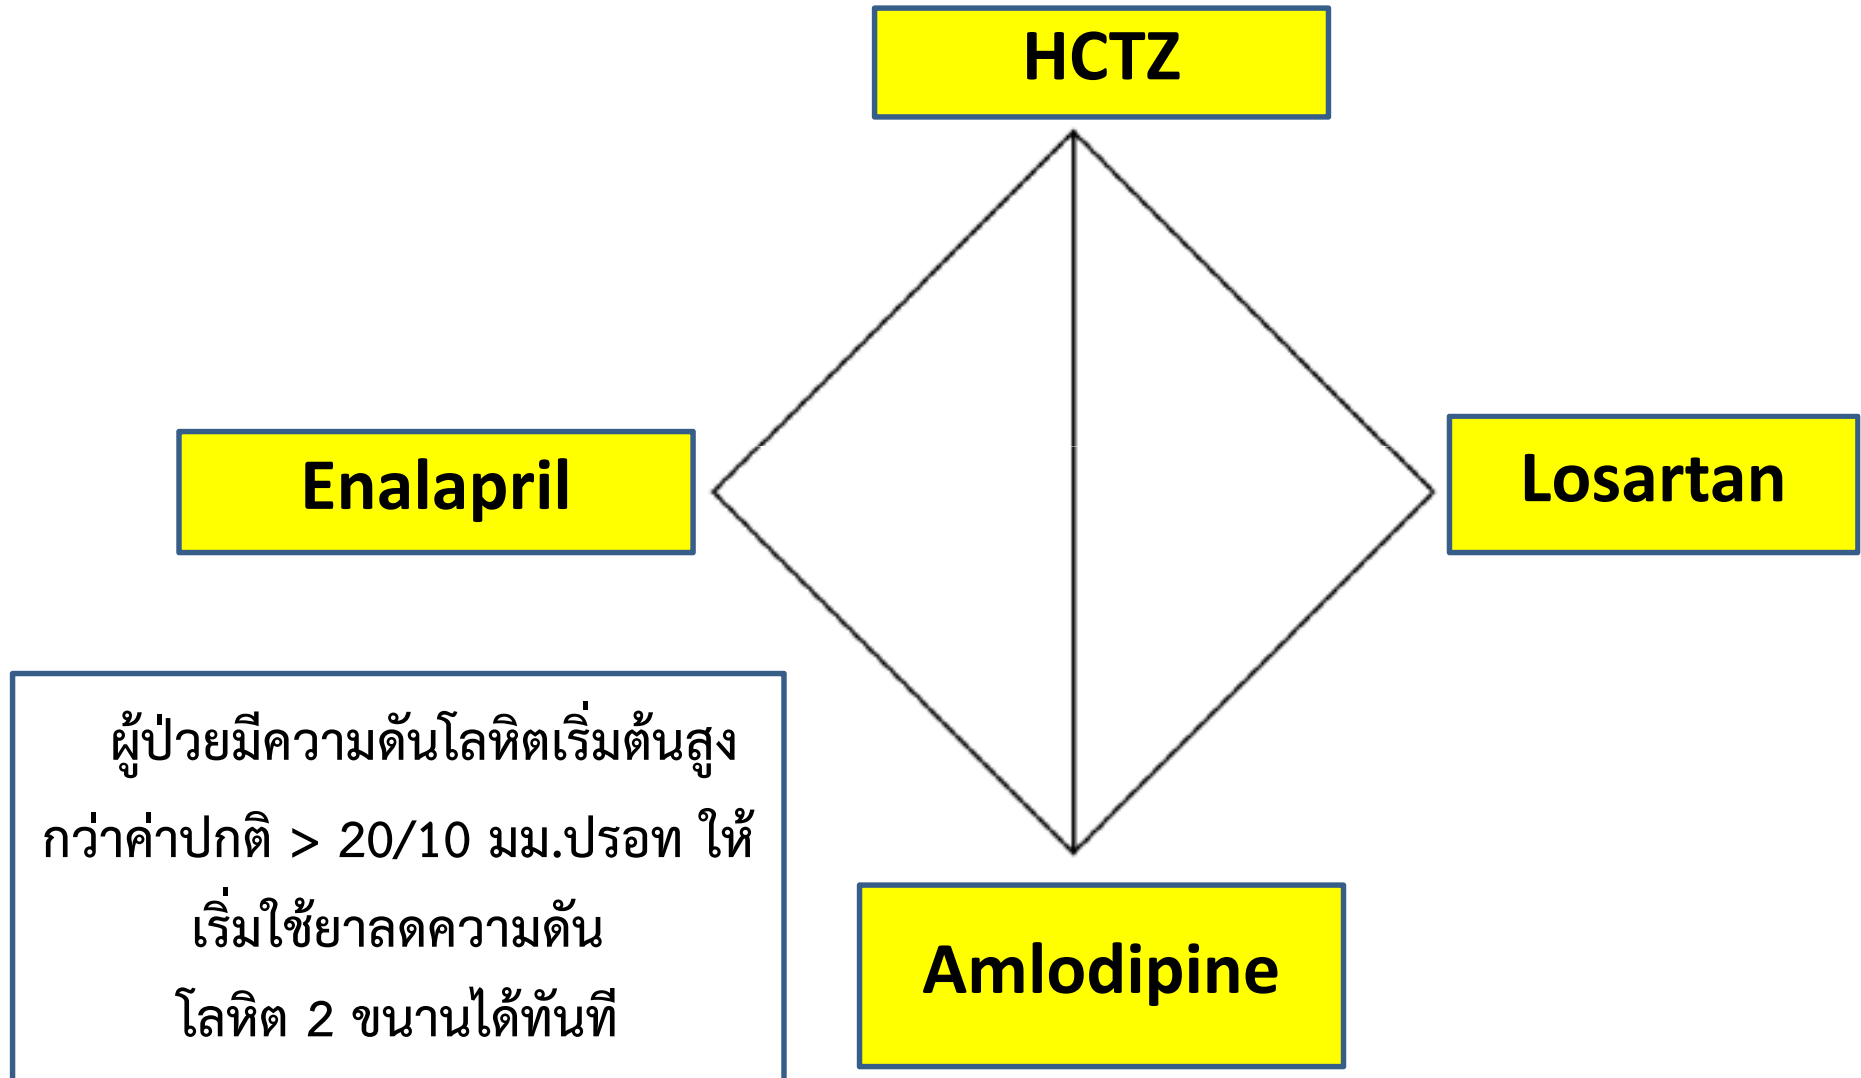 HCTZ
Enalapril
Losartan
ผู้ป่วยมีความดันโลหิตเริ่มต้นสูง
กว่าค่าปกติ > 20/10 มม.ปรอท ให้
เริ่มใช้ยาลดความดัน
โลหิต 2 ขนานได้ทันที
Amlodipine